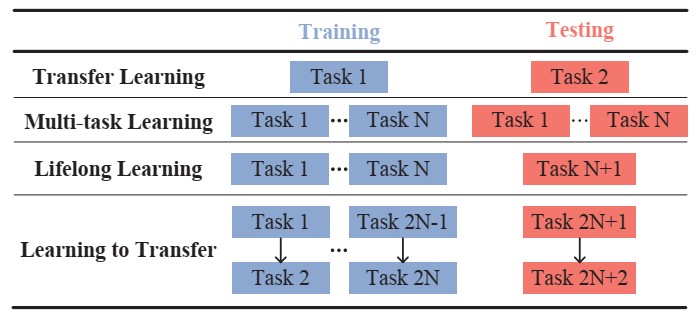 Training Testing
Transfer Learning Task 1 Task 2
Multi-task Learning Task 1 ... Task N Task 1 ... Task N
Lifelong Learning Task 1 ... Task N Task N+1
Task 1 Task 2N-1 Task 2N+1
Learning to Transfer ...
Task 2 Task 2N Task 2N+2